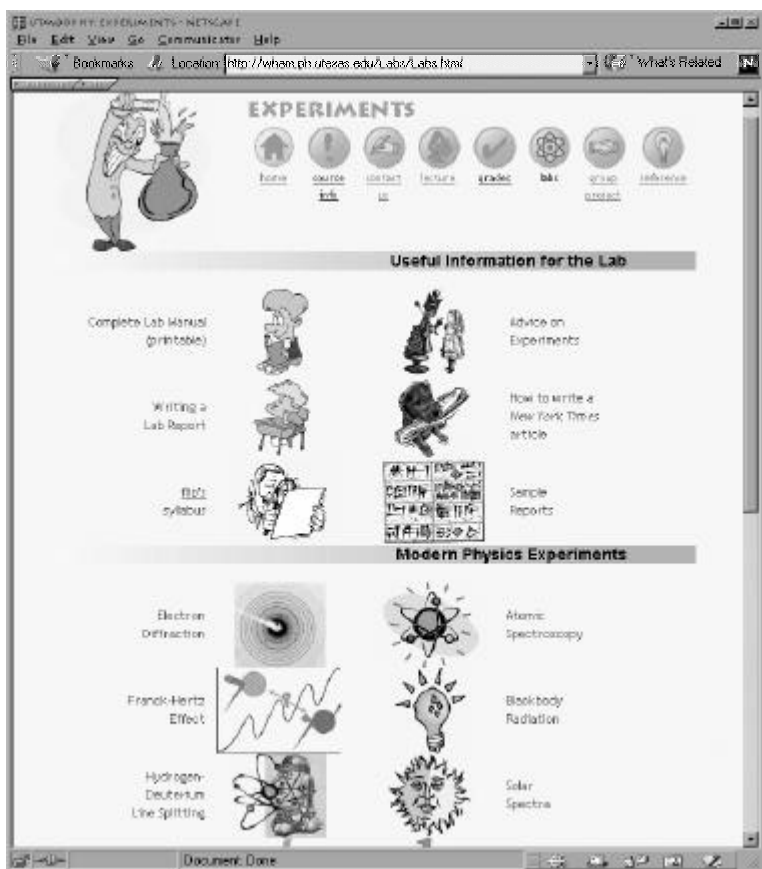 EXPERIMENTS - NETSCAPE
File Edit View Go Communicator Help
Bookmarks Location: http://wham.ph.utexas.edu/Labs/Labs.html What's Related
EXPERIMENTS
home
course
info
contact
us
lecture
grades
labs
group
project
reference
Useful Information for the Lab
Complete Lab Manual
(printable)
Advice on
Experiments
Writing a
Lab Report
How to write a
New York Times
article
syllabus
Sample
Reports
Modern Physics Experiments
Electron
Diffraction
Atomic
Spectroscopy
Franck-Hertz
Effect
Blackbody
Radiation
Hydrogen-
Deuterium
Line Splitting
Solar
Spectra
Document: Done